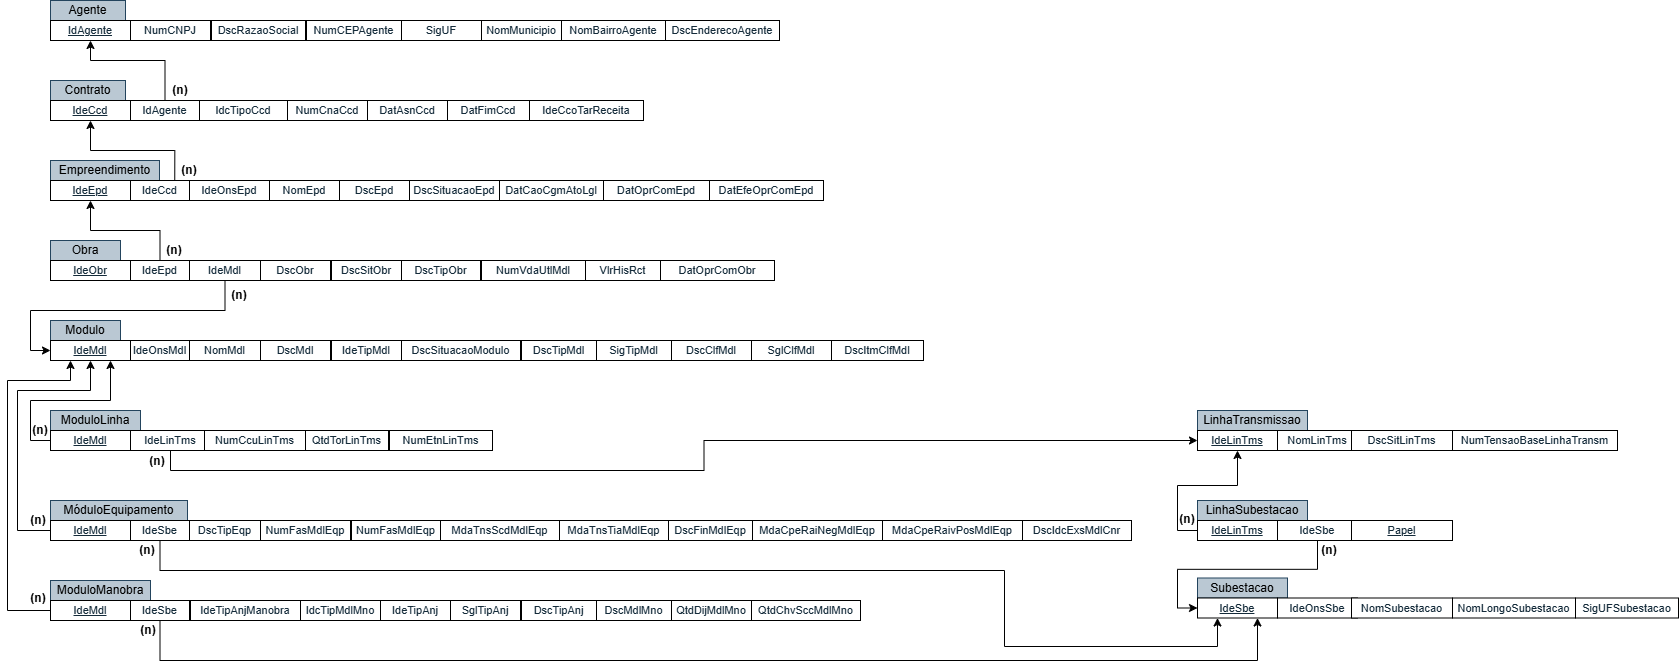 Agente
IdAgente NumCNPJ DscRazaoSocial NumCEPAgente SigUF NomMunicipio NomBairroAgente DscEnderecoAgente
(n)
Contrato
IdeCcd IdAgente IdcTipoCcd NumCnaCcd DatAsnCcd DatFimCcd IdeCcoTarReceita
(n)
Empreendimento
IdeEpd IdeCcd IdeOnsEpd NomEpd DscEpd DscSituacaoEpd DatCaoCgmAtoLgl DatOprComEpd DatEfeOprComEpd
(n)
Obra
IdeObr IdeEpd IdeMdl DscObr DscSitObr DscTipObr NumVdaUtlMdl VlrHisRct DatOprComObr
(n)
Modulo
IdeMdl IdeOnsMdl NomMdl DscMdl IdeTipMdl DscSituacaoModulo DscTipMdl SigTipMdl DscClfMdl SglClfMdl DscItmClfMdl
ModuloLinha LinhaTransmissao
(n)
IdeMdl IdeLinTms NumCcuLinTms QtdTorLinTms NumEtnLinTms IdeLinTms NomLinTms DscSitLinTms NumTensaoBaseLinhaTransm
(n)
MóduloEquipamento LinhaSubestacao
(n) (n)
IdeMdl IdeSbe DscTipEqp NumFasMdlEqp NumFasMdlEqp MdaTnsScdMdlEqp MdaTnsTiaMdlEqp DscFinMdlEqp MdaCpeRaiNegMdlEqp MdaCpeRaivPosMdlEqp DscIdcExsMdlCnr IdeLinTms IdeSbe Papel
(n) (n)
ModuloManobra Subestacao
(n)
IdeMdl IdeSbe IdeTipAnjManobra IdcTipMdlMno IdeTipAnj SglTipAnj DscTipAnj DscMdlMno QtdDijMdlMno QtdChvSccMdlMno IdeSbe IdeOnsSbe NomSubestacao NomLongoSubestacao SigUFSubestacao
(n)